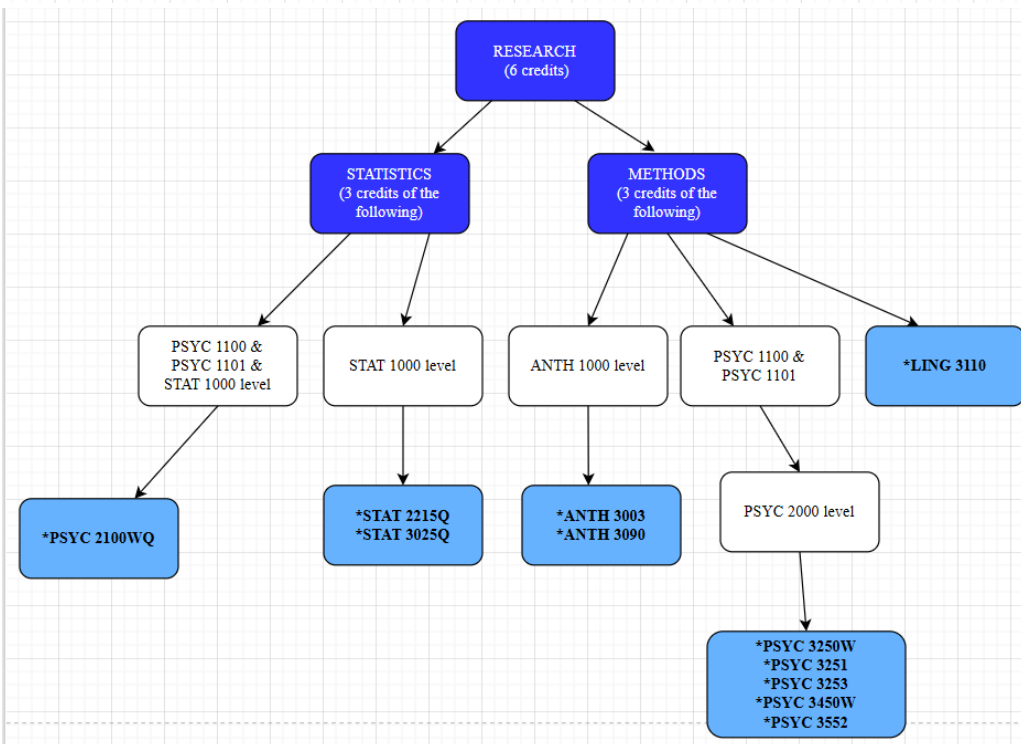 RESEARCH
(6 credits)
STATISTICS
(3 credits of the
following)
METHODS
(3 credits of the
following)
PSYC 1100 &
PSYC 1101 &
STAT 1000 level
STAT 1000 level
ANTH 1000 level
PSYC 1100 &
PSYC 1101
*LING 3110
*PSYC 2100WQ
*STAT 2215Q
*STAT 3025Q
*ANTH 3003
*ANTH 3090
PSYC 2000 level
*PSYC 3250W
*PSYC 3251
*PSYC 3253
*PSYC 3450W
*PSYC 3552